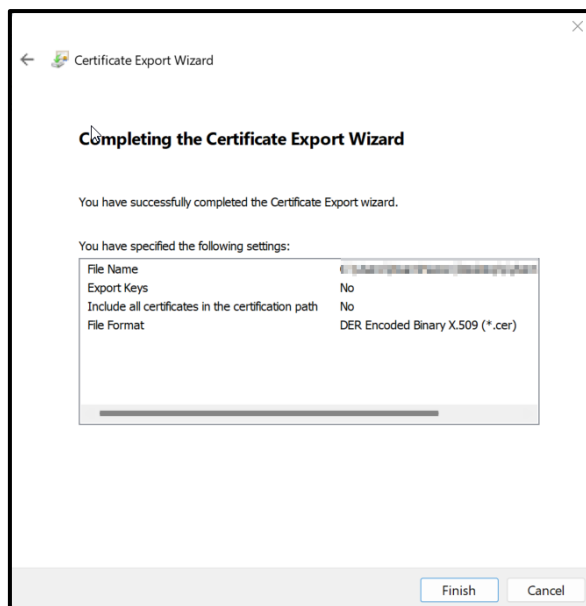 Certificate Export Wizard
Completing the Certificate Export Wizard
You have successfully completed the Certificate Export wizard.
You have specified the following settings:
File Name
Export Keys No
Include all certificates in the certification path No
File Format DER Encoded Binary X.509 (*.cer)
Finish Cancel